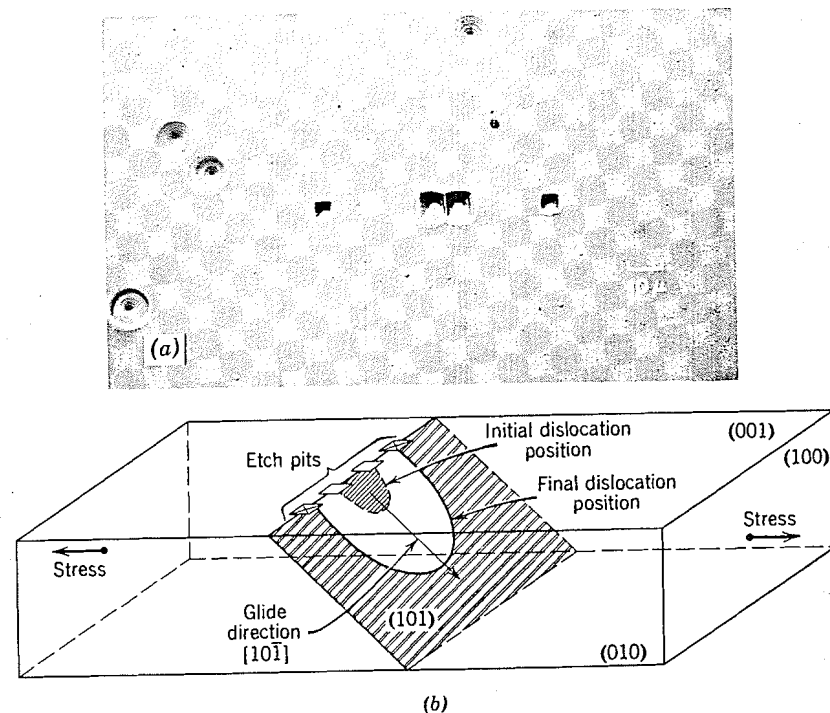 (a)
Etch pits
Initial dislocation
position
(001)
(100)
Final dislocation
position
Stress
Stress
Glide
direction
[101̄]
(101)
(010)
(b)